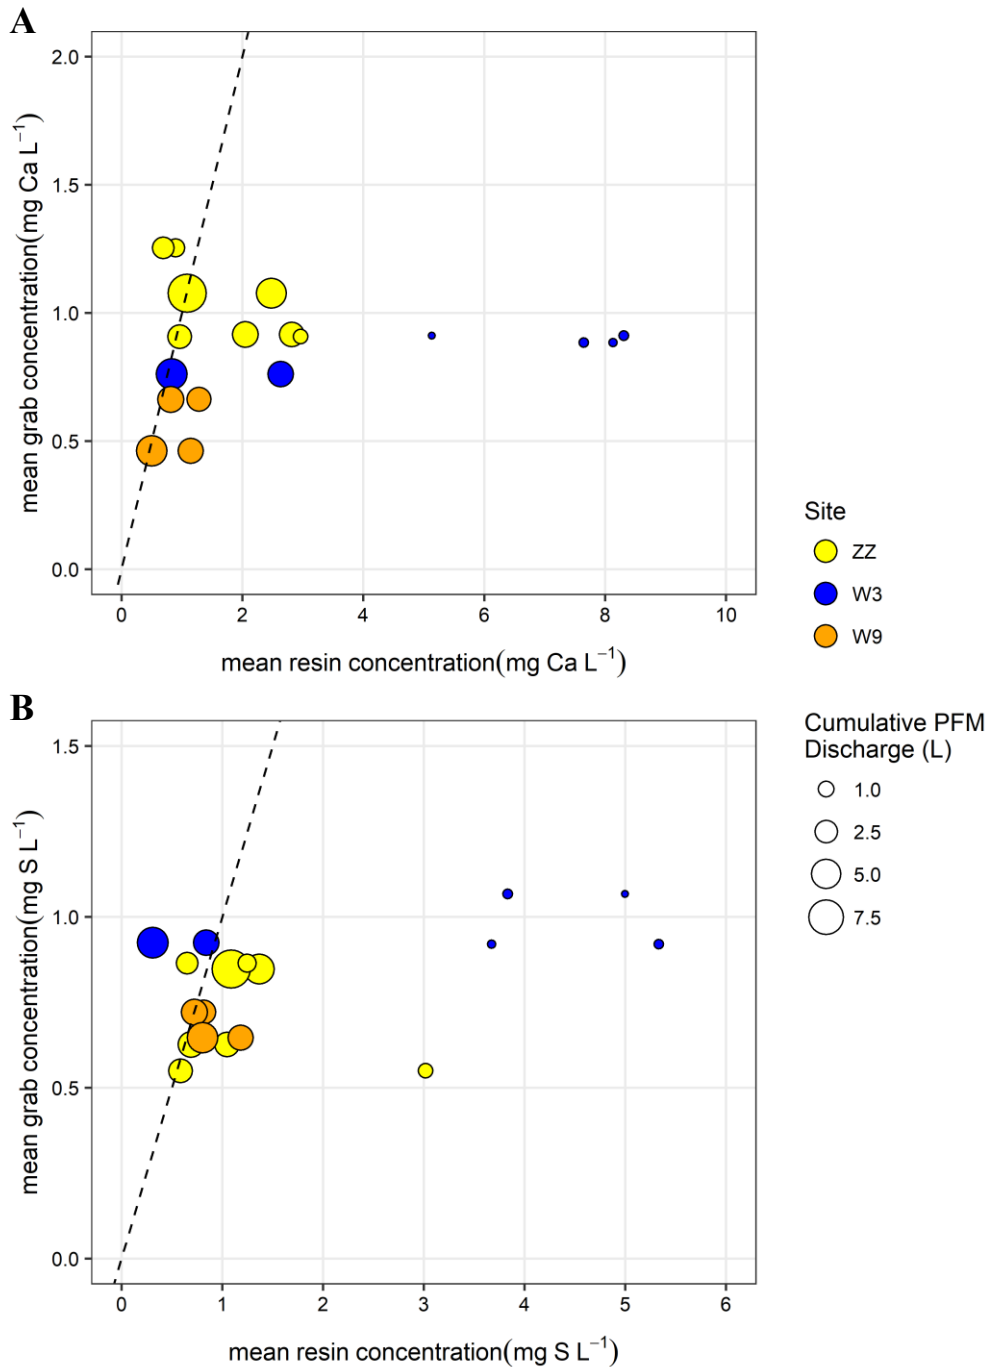 A
mean grab concentration(mg Ca L⁻¹)
2.0
1.5
1.0
0.5
0.0
0 2 4 6 8 10
mean resin concentration(mg Ca L⁻¹)
Site
ZZ
W3
W9
B
mean grab concentration(mg S L⁻¹)
1.5
1.0
0.5
0.0
0 1 2 3 4 5 6
mean resin concentration(mg S L⁻¹)
Cumulative PFM
Discharge (L)
1.0
2.5
5.0
7.5